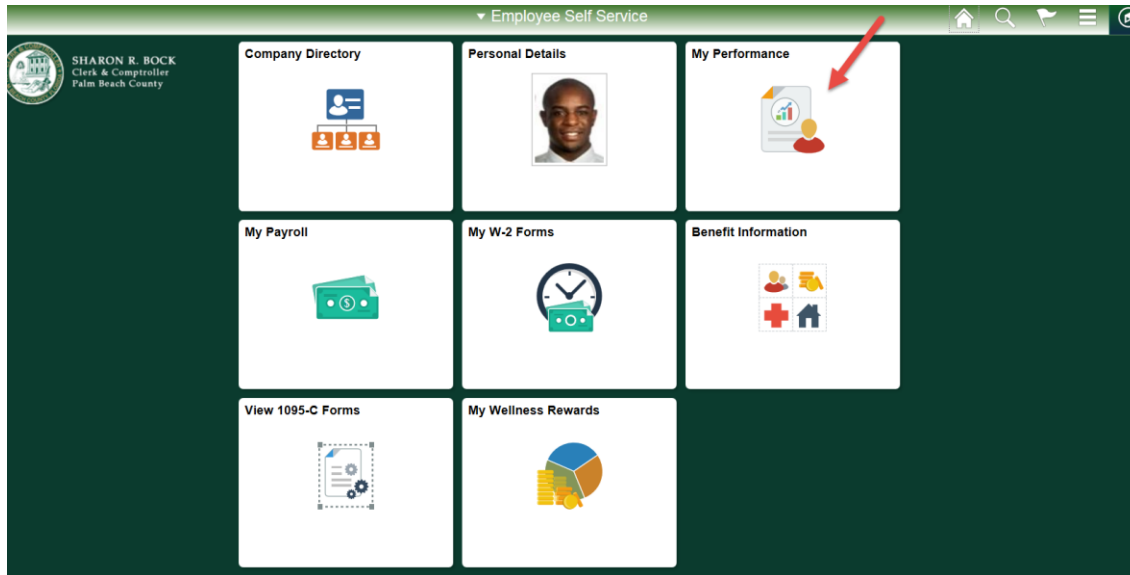 ▾ Employee Self Service
SHARON R. BOCK
Clerk & Comptroller
Palm Beach County
Company Directory
Personal Details
My Performance
My Payroll
$
My W-2 Forms
Benefit Information
View 1095-C Forms
My Wellness Rewards